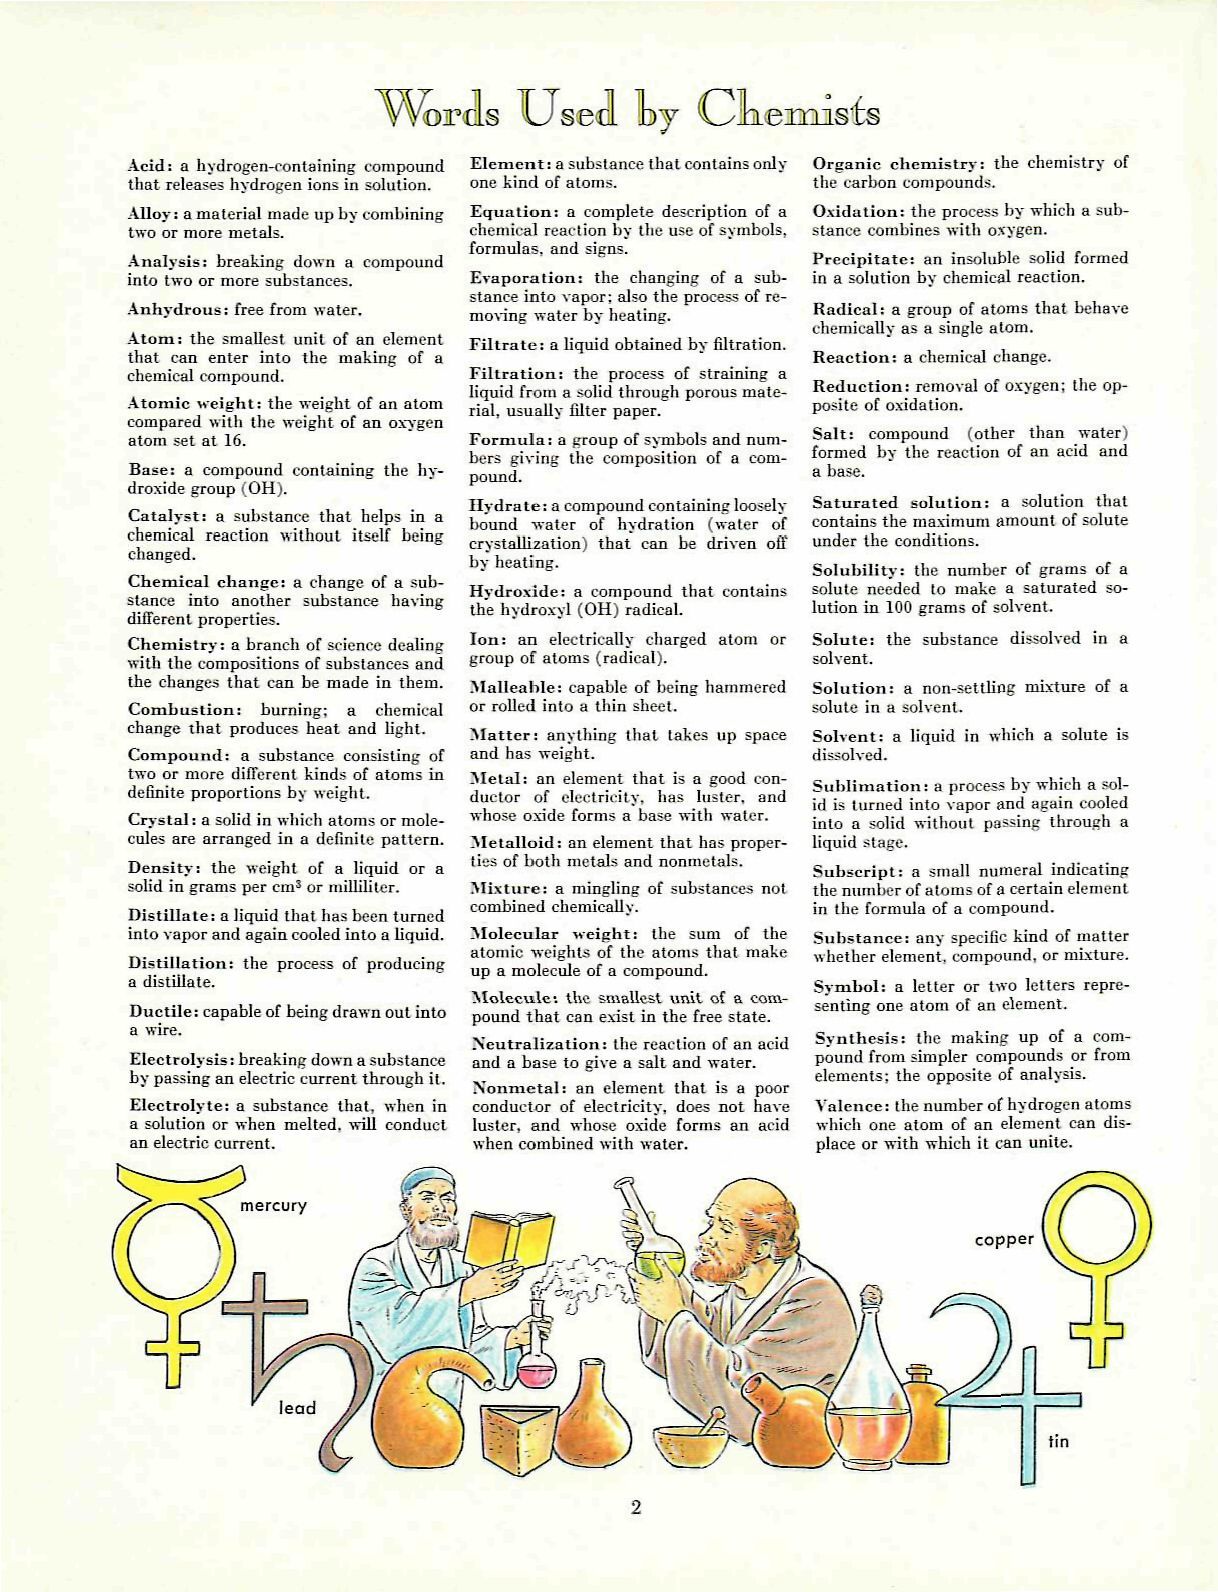 Words Used by Chemists
Acid: a hydrogen-containing compound
that releases hydrogen ions in solution.
Alloy: a material made up by combining
two or more metals.
Analysis: breaking down a compound
into two or more substances.
Anhydrous: free from water.
Atom: the smallest unit of an element
that can enter into the making of a
chemical compound.
Atomic weight: the weight of an atom
compared with the weight of an oxygen
atom set at 16.
Base: a compound containing the hy-
droxide group (OH).
Catalyst: a substance that helps in a
chemical reaction without itself being
changed.
Chemical change: a change of a sub-
stance into another substance having
different properties.
Chemistry: a branch of science dealing
with the compositions of substances and
the changes that can be made in them.
Combustion: burning; a chemical
change that produces heat and light.
Compound: a substance consisting of
two or more different kinds of atoms in
definite proportions by weight.
Crystal: a solid in which atoms or mole-
cules are arranged in a definite pattern.
Density: the weight of a liquid or a
solid in grams per cm³ or milliliter.
Distillate: a liquid that has been turned
into vapor and again cooled into a liquid.
Distillation: the process of producing
a distillate.
Ductile: capable of being drawn out into
a wire.
Electrolysis: breaking down a substance
by passing an electric current through it.
Electrolyte: a substance that, when in
a solution or when melted, will conduct
an electric current.
Element: a substance that contains only
one kind of atoms.
Equation: a complete description of a
chemical reaction by the use of symbols,
formulas, and signs.
Evaporation: the changing of a sub-
stance into vapor; also the process of re-
moving water by heating.
Filtrate: a liquid obtained by filtration.
Filtration: the process of straining a
liquid from a solid through porous mate-
rial, usually filter paper.
Formula: a group of symbols and num-
bers giving the composition of a com-
pound.
Hydrate: a compound containing loosely
bound water of hydration (water of
crystallization) that can be driven off
by heating.
Hydroxide: a compound that contains
the hydroxyl (OH) radical.
Ion: an electrically charged atom or
group of atoms (radical).
Malleable: capable of being hammered
or rolled into a thin sheet.
Matter: anything that takes up space
and has weight.
Metal: an element that is a good con-
ductor of electricity, has luster, and
whose oxide forms a base with water.
Metalloid: an element that has proper-
ties of both metals and nonmetals.
Mixture: a mingling of substances not
combined chemically.
Molecular weight: the sum of the
atomic weights of the atoms that make
up a molecule of a compound.
Molecule: the smallest unit of a com-
pound that can exist in the free state.
Neutralization: the reaction of an acid
and a base to give a salt and water.
Nonmetal: an element that is a poor
conductor of electricity, does not have
luster, and whose oxide forms an acid
when combined with water.
Organic chemistry: the chemistry of
the carbon compounds.
Oxidation: the process by which a sub-
stance combines with oxygen.
Precipitate: an insoluble solid formed
in a solution by chemical reaction.
Radical: a group of atoms that behave
chemically as a single atom.
Reaction: a chemical change.
Reduction: removal of oxygen; the op-
posite of oxidation.
Salt: compound (other than water)
formed by the reaction of an acid and
a base.
Saturated solution: a solution that
contains the maximum amount of solute
under the conditions.
Solubility: the number of grams of a
solute needed to make a saturated so-
lution in 100 grams of solvent.
Solute: the substance dissolved in a
solvent.
Solution: a non-settling mixture of a
solute in a solvent.
Solvent: a liquid in which a solute is
dissolved.
Sublimation: a process by which a sol-
id is turned into vapor and again cooled
into a solid without passing through a
liquid stage.
Subscript: a small numeral indicating
the number of atoms of a certain element
in the formula of a compound.
Substance: any specific kind of matter
whether element, compound, or mixture.
Symbol: a letter or two letters repre-
senting one atom of an element.
Synthesis: the making up of a com-
pound from simpler compounds or from
elements; the opposite of analysis.
Valence: the number of hydrogen atoms
which one atom of an element can dis-
place or with which it can unite.
mercury
lead
copper
tin
2